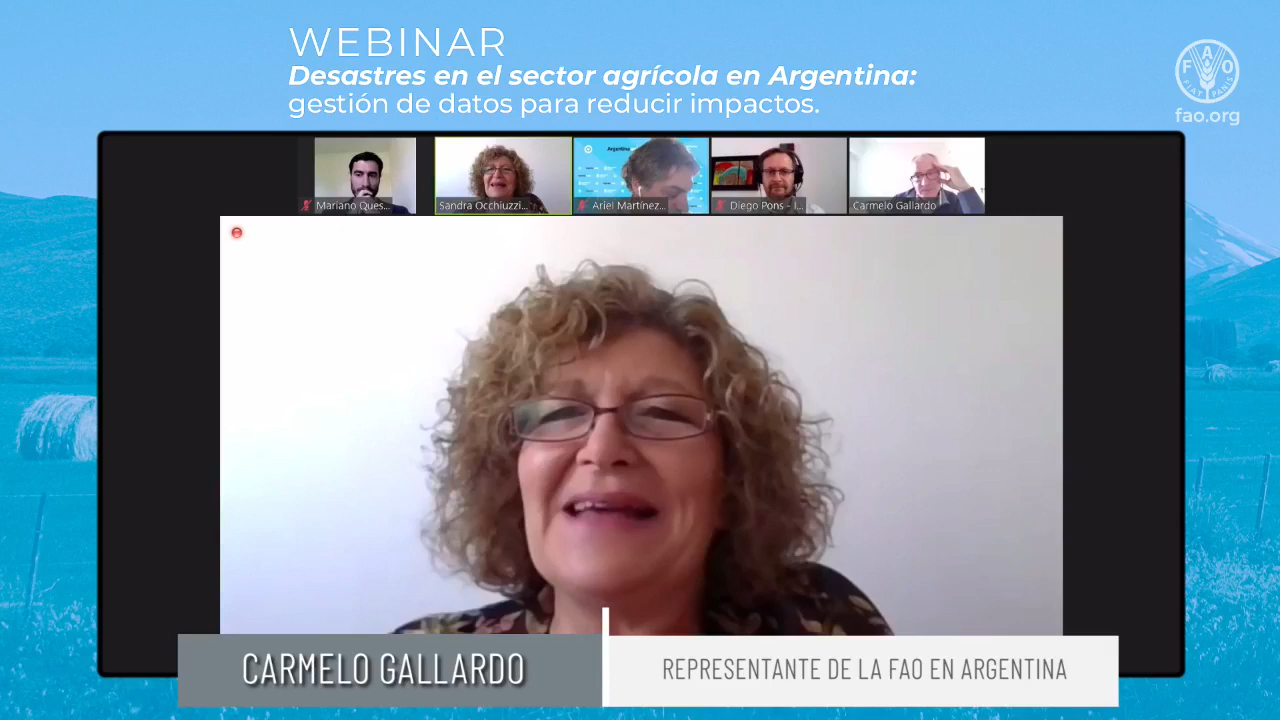 WEBINAR
Desastres en el sector agrícola en Argentina:
gestión de datos para reducir impactos.
FAO
FIAT PANIS
fao.org
Argentina
Mariano Ques...
Sandra Occhiuzzi...
Ariel Martínez...
Diego Pons - I...
Carmelo Gallardo
CARMELO GALLARDO
REPRESENTANTE DE LA FAO EN ARGENTINA